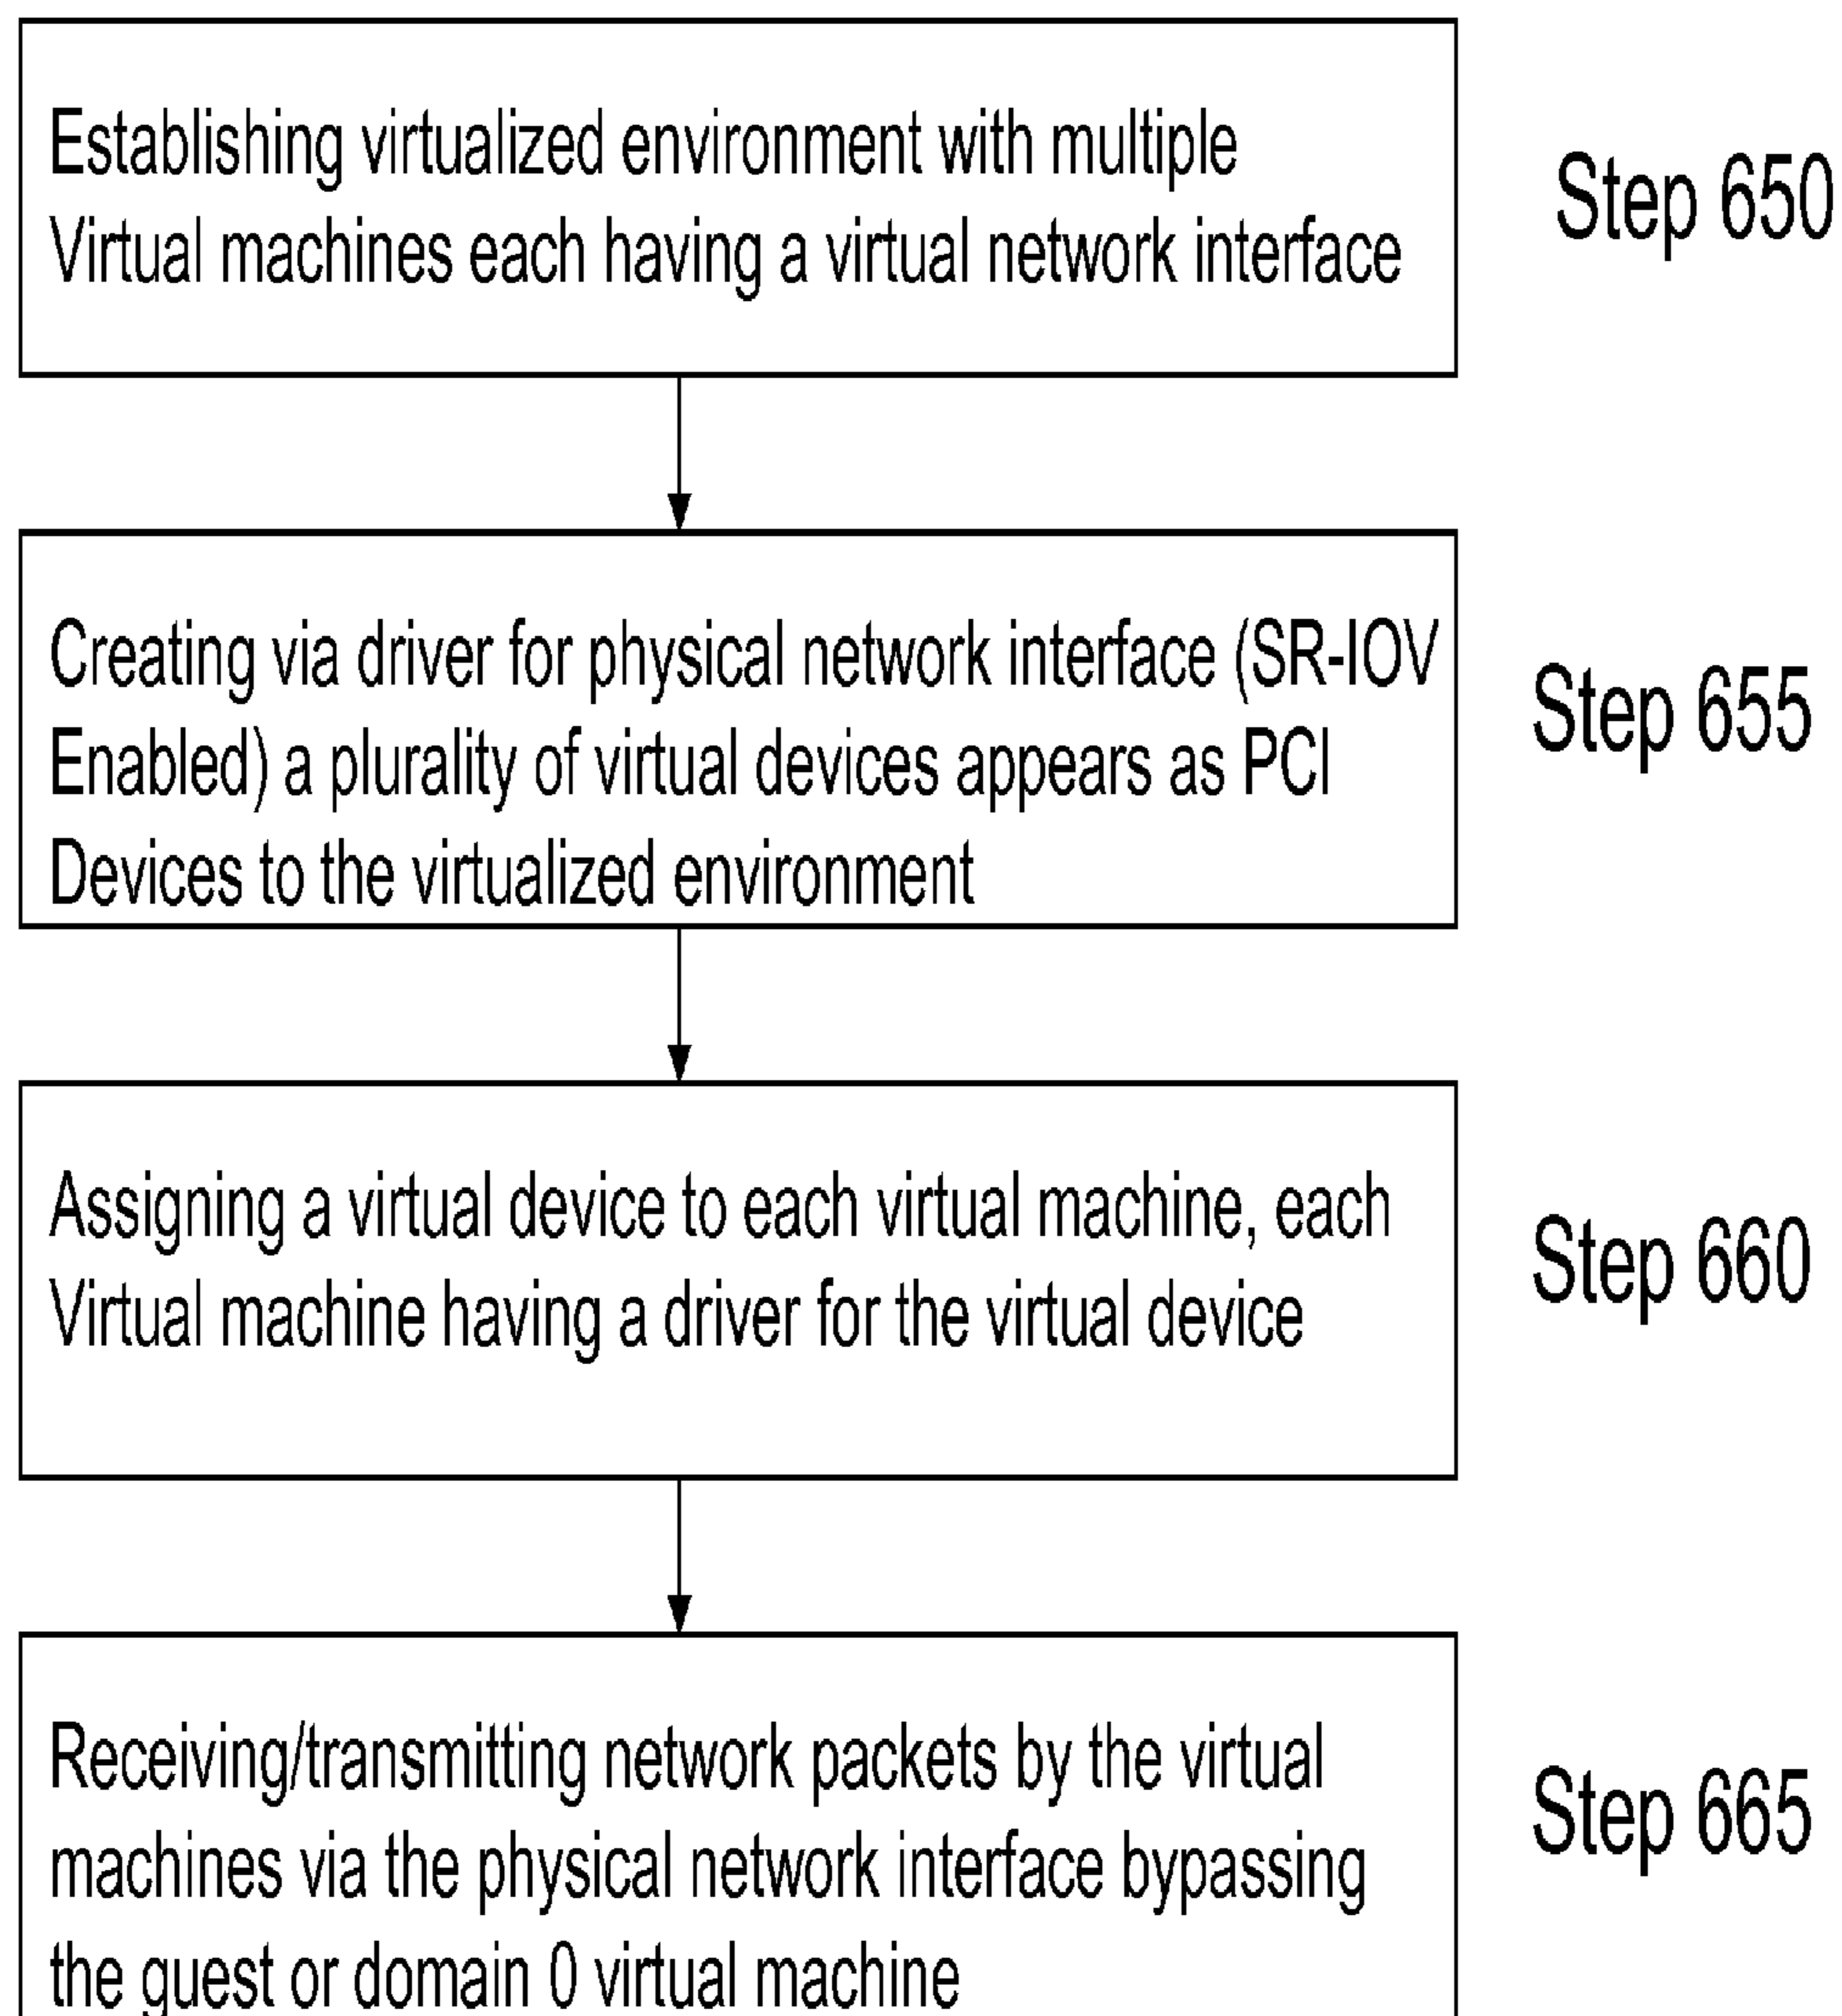 Establishing virtualized environment with multiple
Virtual machines each having a virtual network interface
Step 650
Creating via driver for physical network interface (SR-IOV
Enabled) a plurality of virtual devices appears as PCI
Devices to the virtualized environment
Step 655
Assigning a virtual device to each virtual machine, each
Virtual machine having a driver for the virtual device
Step 660
Receiving/transmitting network packets by the virtual
machines via the physical network interface bypassing
the guest or domain 0 virtual machine
Step 665